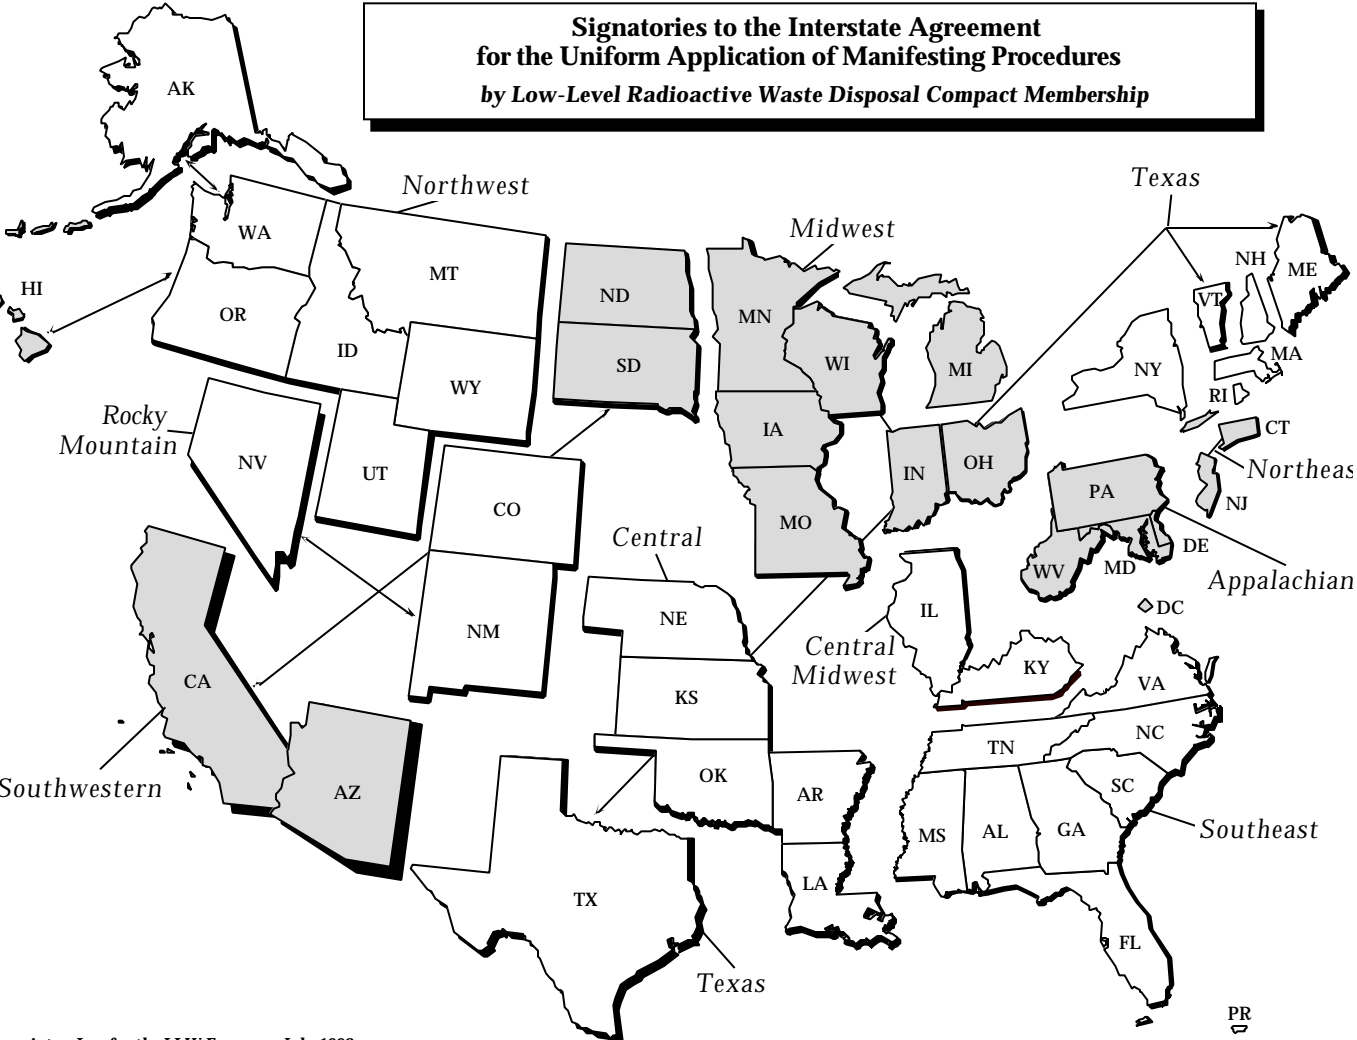 Signatories to the Interstate Agreement
for the Uniform Application of Manifesting Procedures
by Low-Level Radioactive Waste Disposal Compact Membership
AK
Texas
Northwest
Midwest
WA
NH
ME
MT
HI
ND
VT
OR
MN
ID
SD
WI
MI
NY
MA
WY
RI
Rocky
Mountain
IA
CT
NV
UT
IN
OH
Northeas
PA
CO
MO
NJ
Central
DE
WV
MD
Appalachian
DC
IL
NE
NM
Central
Midwest
KY
CA
KS
VA
NC
TN
OK
Southwestern
AZ
AR
SC
MS
AL
GA
Southeast
LA
TX
FL
Texas
PR